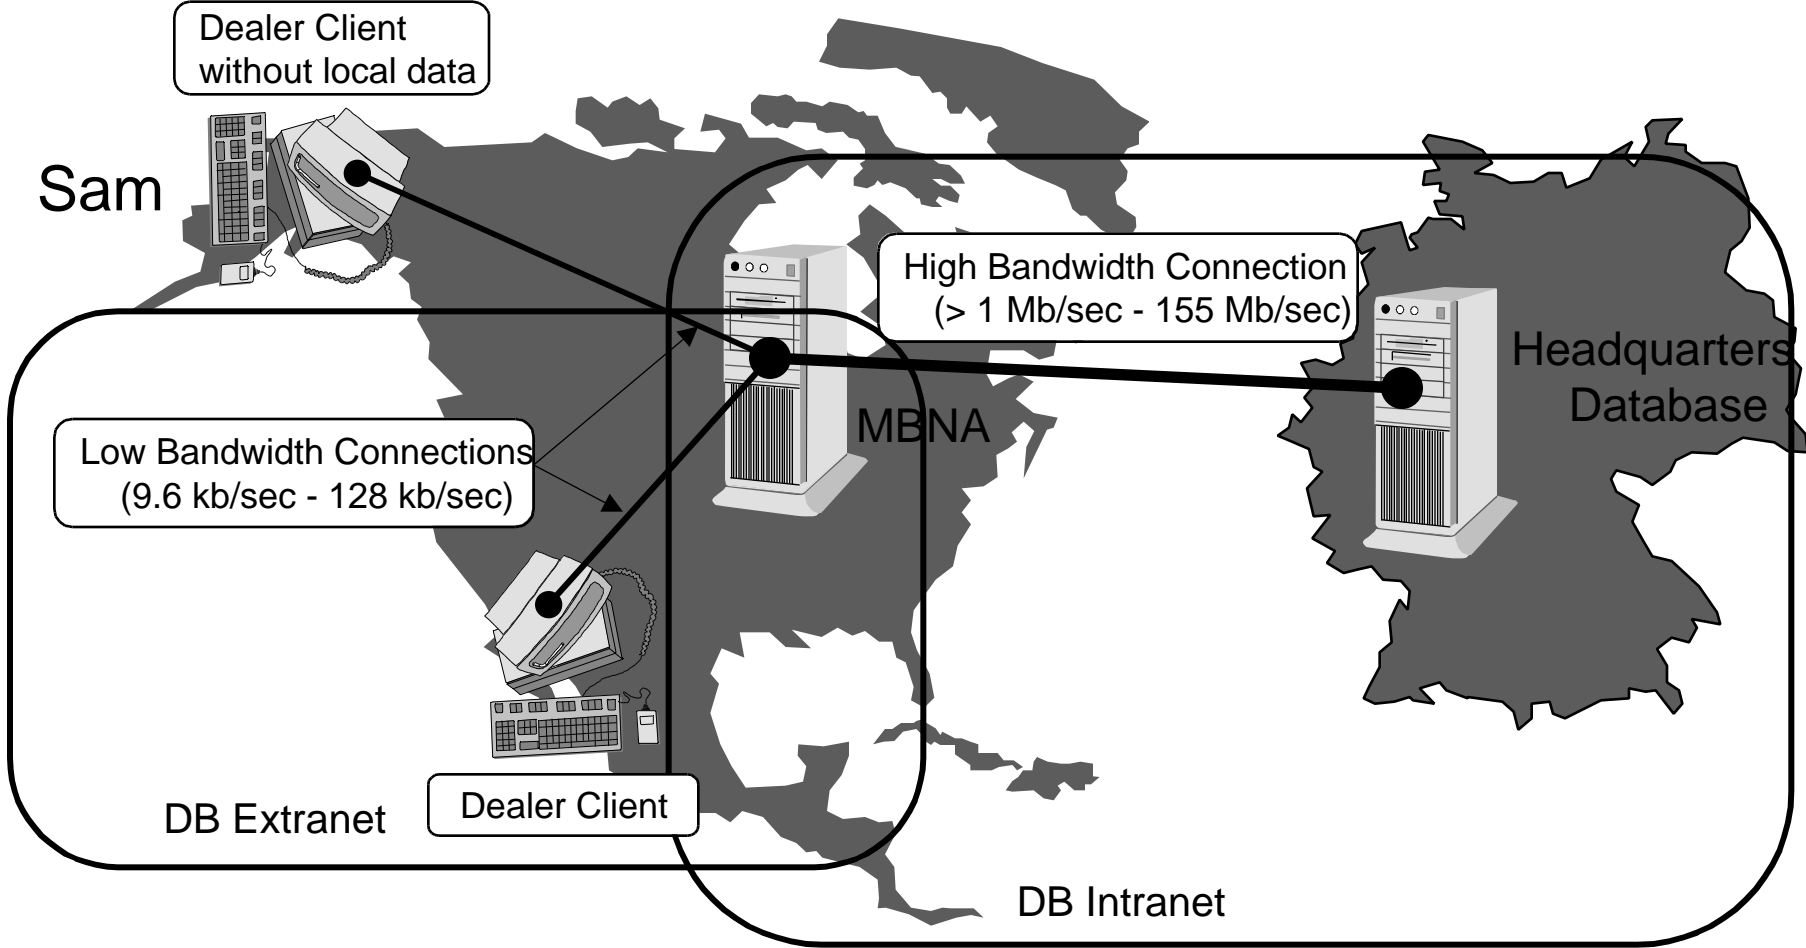 Dealer Client
without local data
Sam
High Bandwidth Connection
(> 1 Mb/sec - 155 Mb/sec)
Headquarters
Database
MBNA
Low Bandwidth Connections
(9.6 kb/sec - 128 kb/sec)
Dealer Client
DB Extranet
DB Intranet